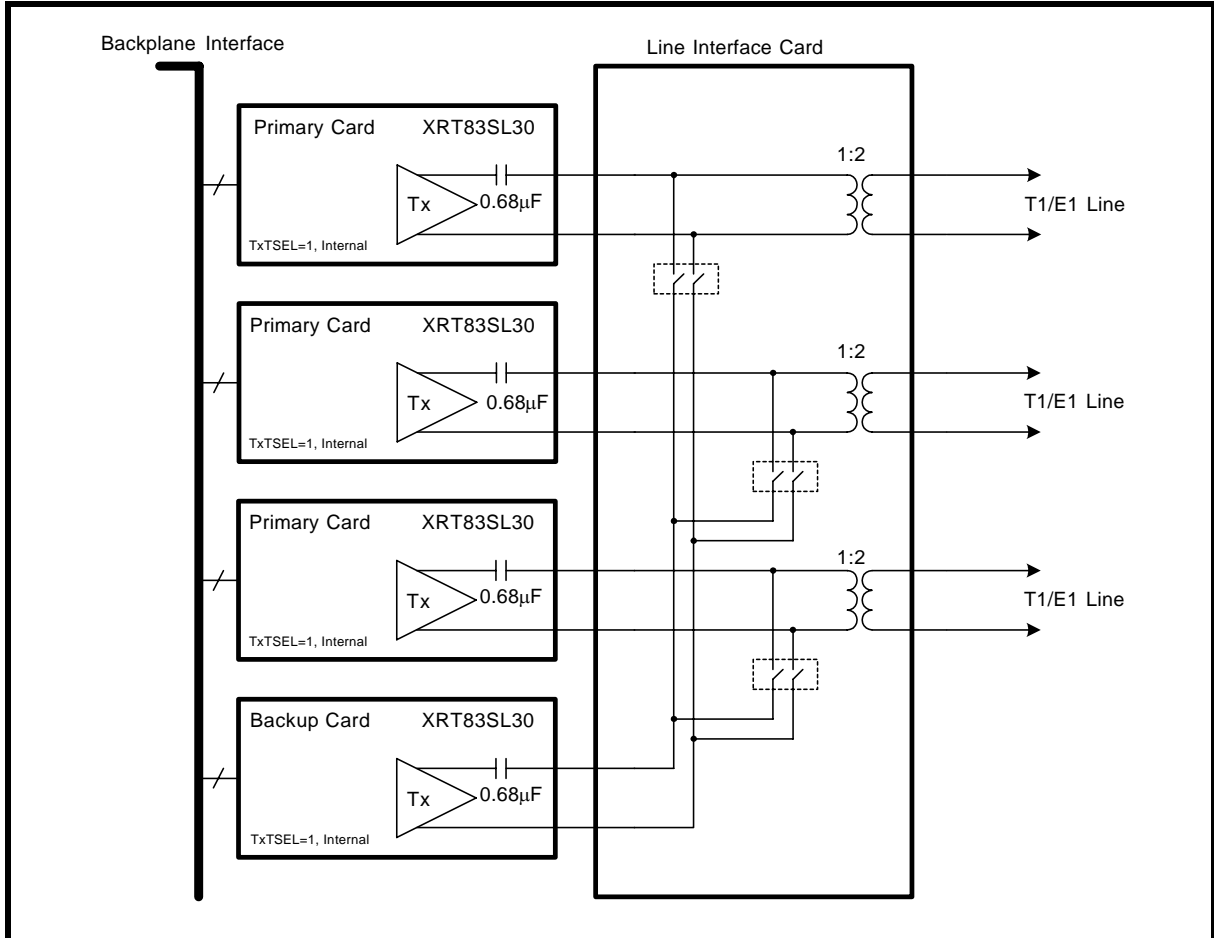 Backplane Interface
Line Interface Card
Primary Card XRT83SL30
Tx
0.68μF
TxTSEL=1, Internal
1:2
T1/E1 Line
Primary Card XRT83SL30
Tx
0.68μF
TxTSEL=1, Internal
1:2
T1/E1 Line
Primary Card XRT83SL30
Tx
0.68μF
TxTSEL=1, Internal
1:2
T1/E1 Line
Backup Card XRT83SL30
Tx
0.68μF
TxTSEL=1, Internal